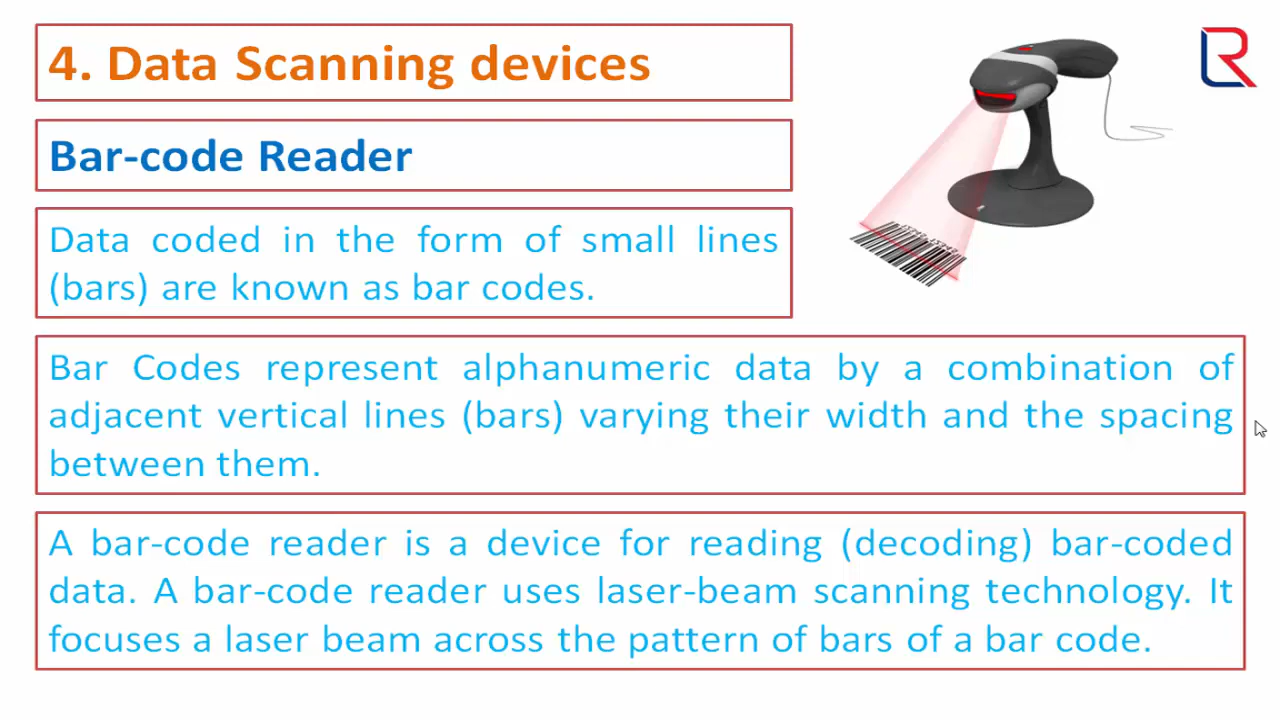 4. Data Scanning devices
Bar-code Reader
Data coded in the form of small lines
(bars) are known as bar codes.
Bar Codes represent alphanumeric data by a combination of
adjacent vertical lines (bars) varying their width and the spacing
between them.
A bar-code reader is a device for reading (decoding) bar-coded
data. A bar-code reader uses laser-beam scanning technology. It
focuses a laser beam across the pattern of bars of a bar code.